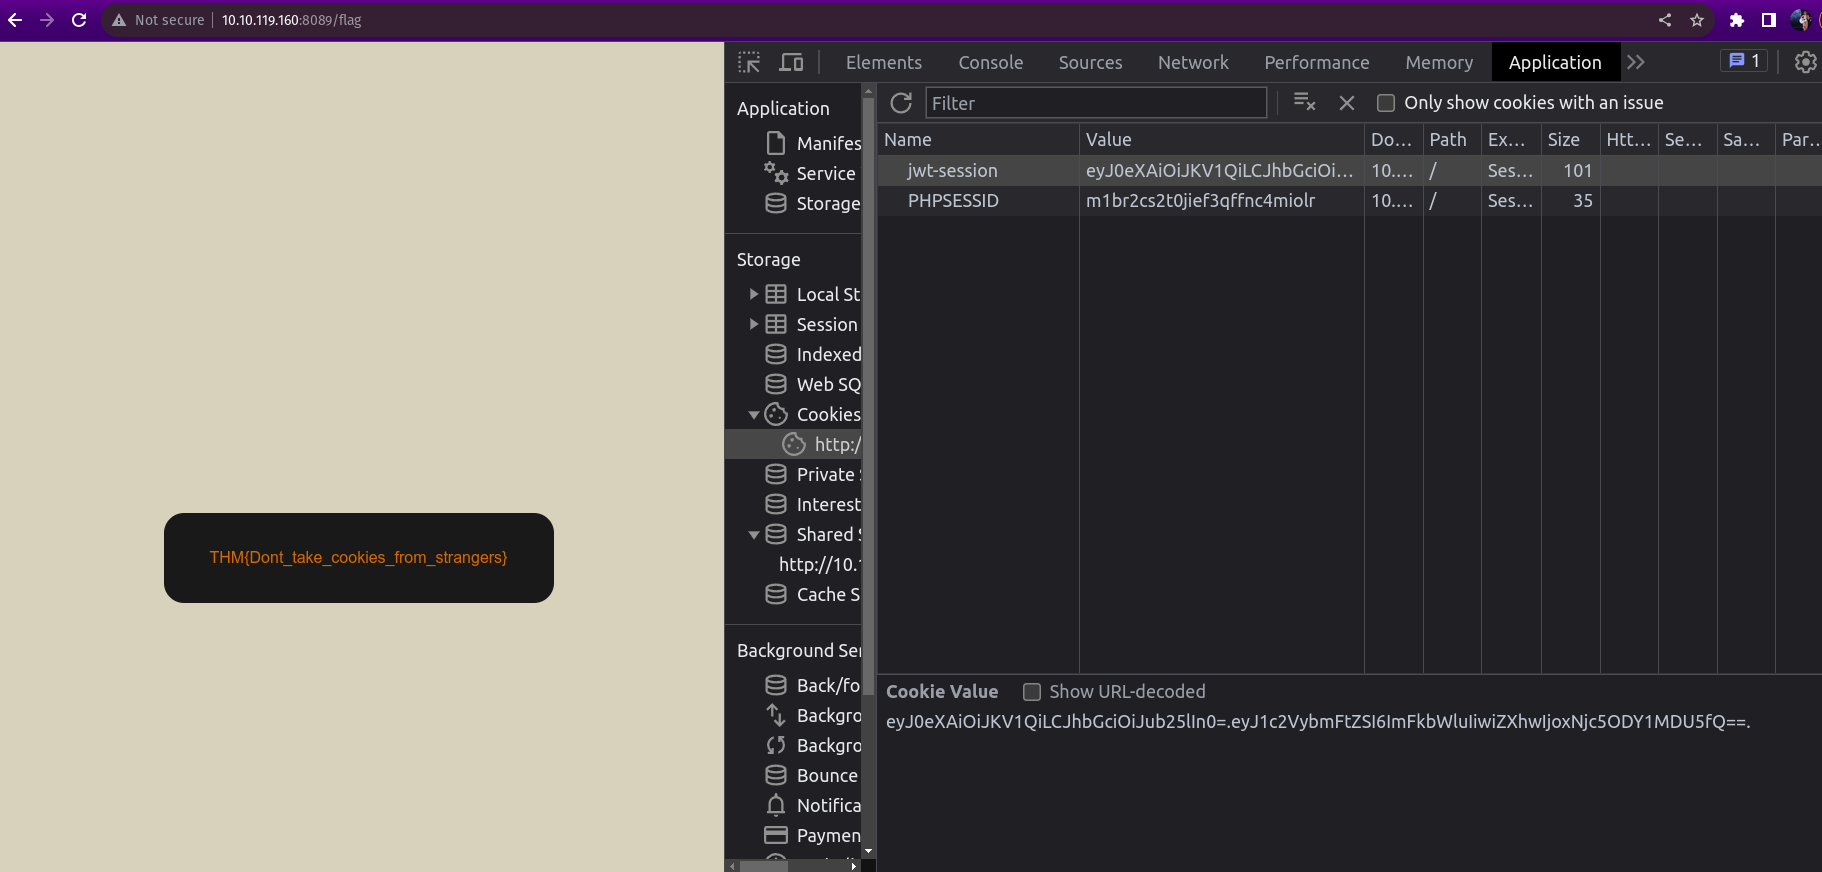 Not secure | 10.10.119.160:8089/flag
Elements Console Sources Network Performance Memory Application 1
Application
Manifes
Service
Storage
Storage
Local St
Session
Indexed
Web SQ
Cookies
http:/
Private S
Interest
Shared S
http://10.1
Cache S
Background Ser
Back/fo
Backgro
Backgro
Bounce
Notifica
Paymen
Filter Only show cookies with an issue
Name Value Do... Path Ex... Size Htt... Se... Sa... Par...
jwt-session eyJ0eXAiOiJKV1QiLCJhbGciOi... 10.... / Ses... 101
PHPSESSID m1br2cs2t0jief3qffnc4miolr 10.... / Ses... 35
Cookie Value Show URL-decoded
eyJ0eXAiOiJKV1QiLCJhbGciOiJub25lIn0=.eyJ1c2VybmFtZSI6ImFkbWluIiwiZXhwIjoxNjc5ODY1MDU5fQ==.
THM{Dont_take_cookies_from_strangers}